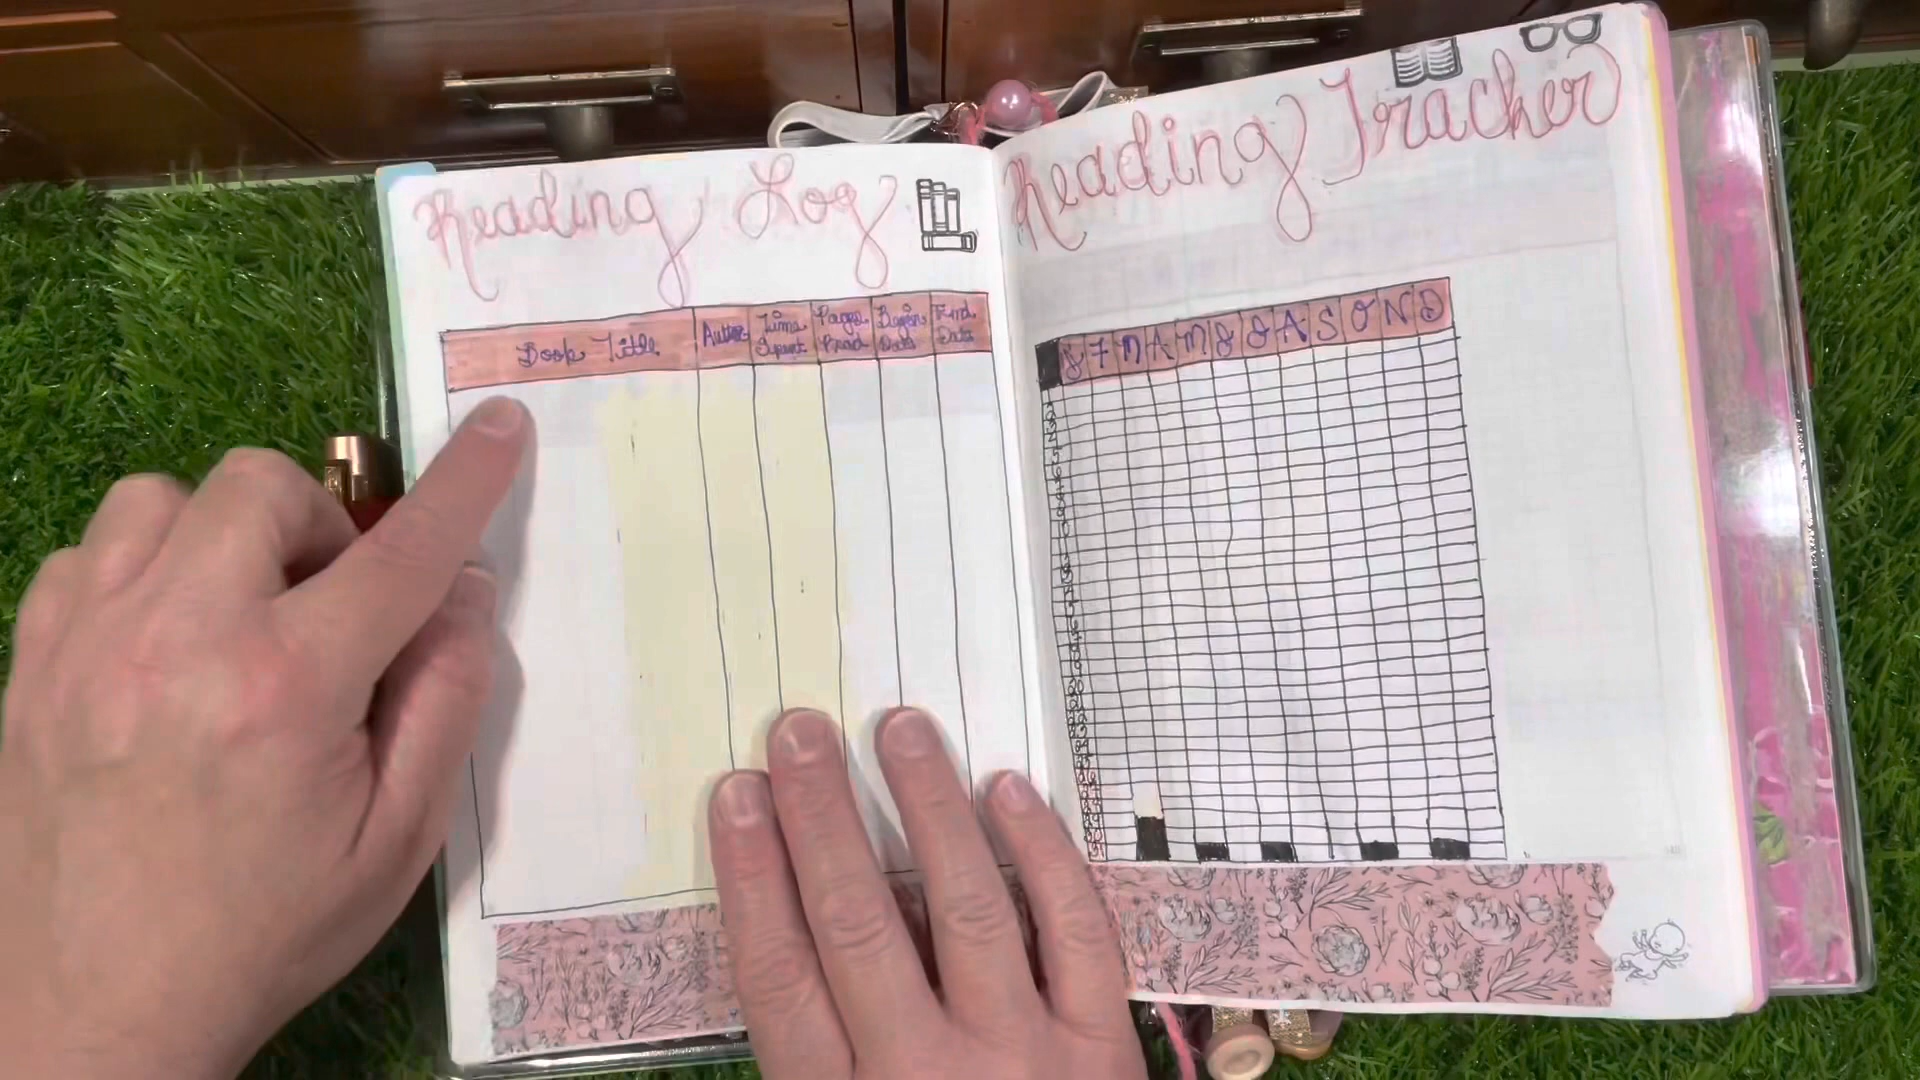 Reading Log
Book Title
Author
Time
Spent
Pages
Read
Begin
Date
End
Date
Reading Tracker
J F M A M J J A S O N D